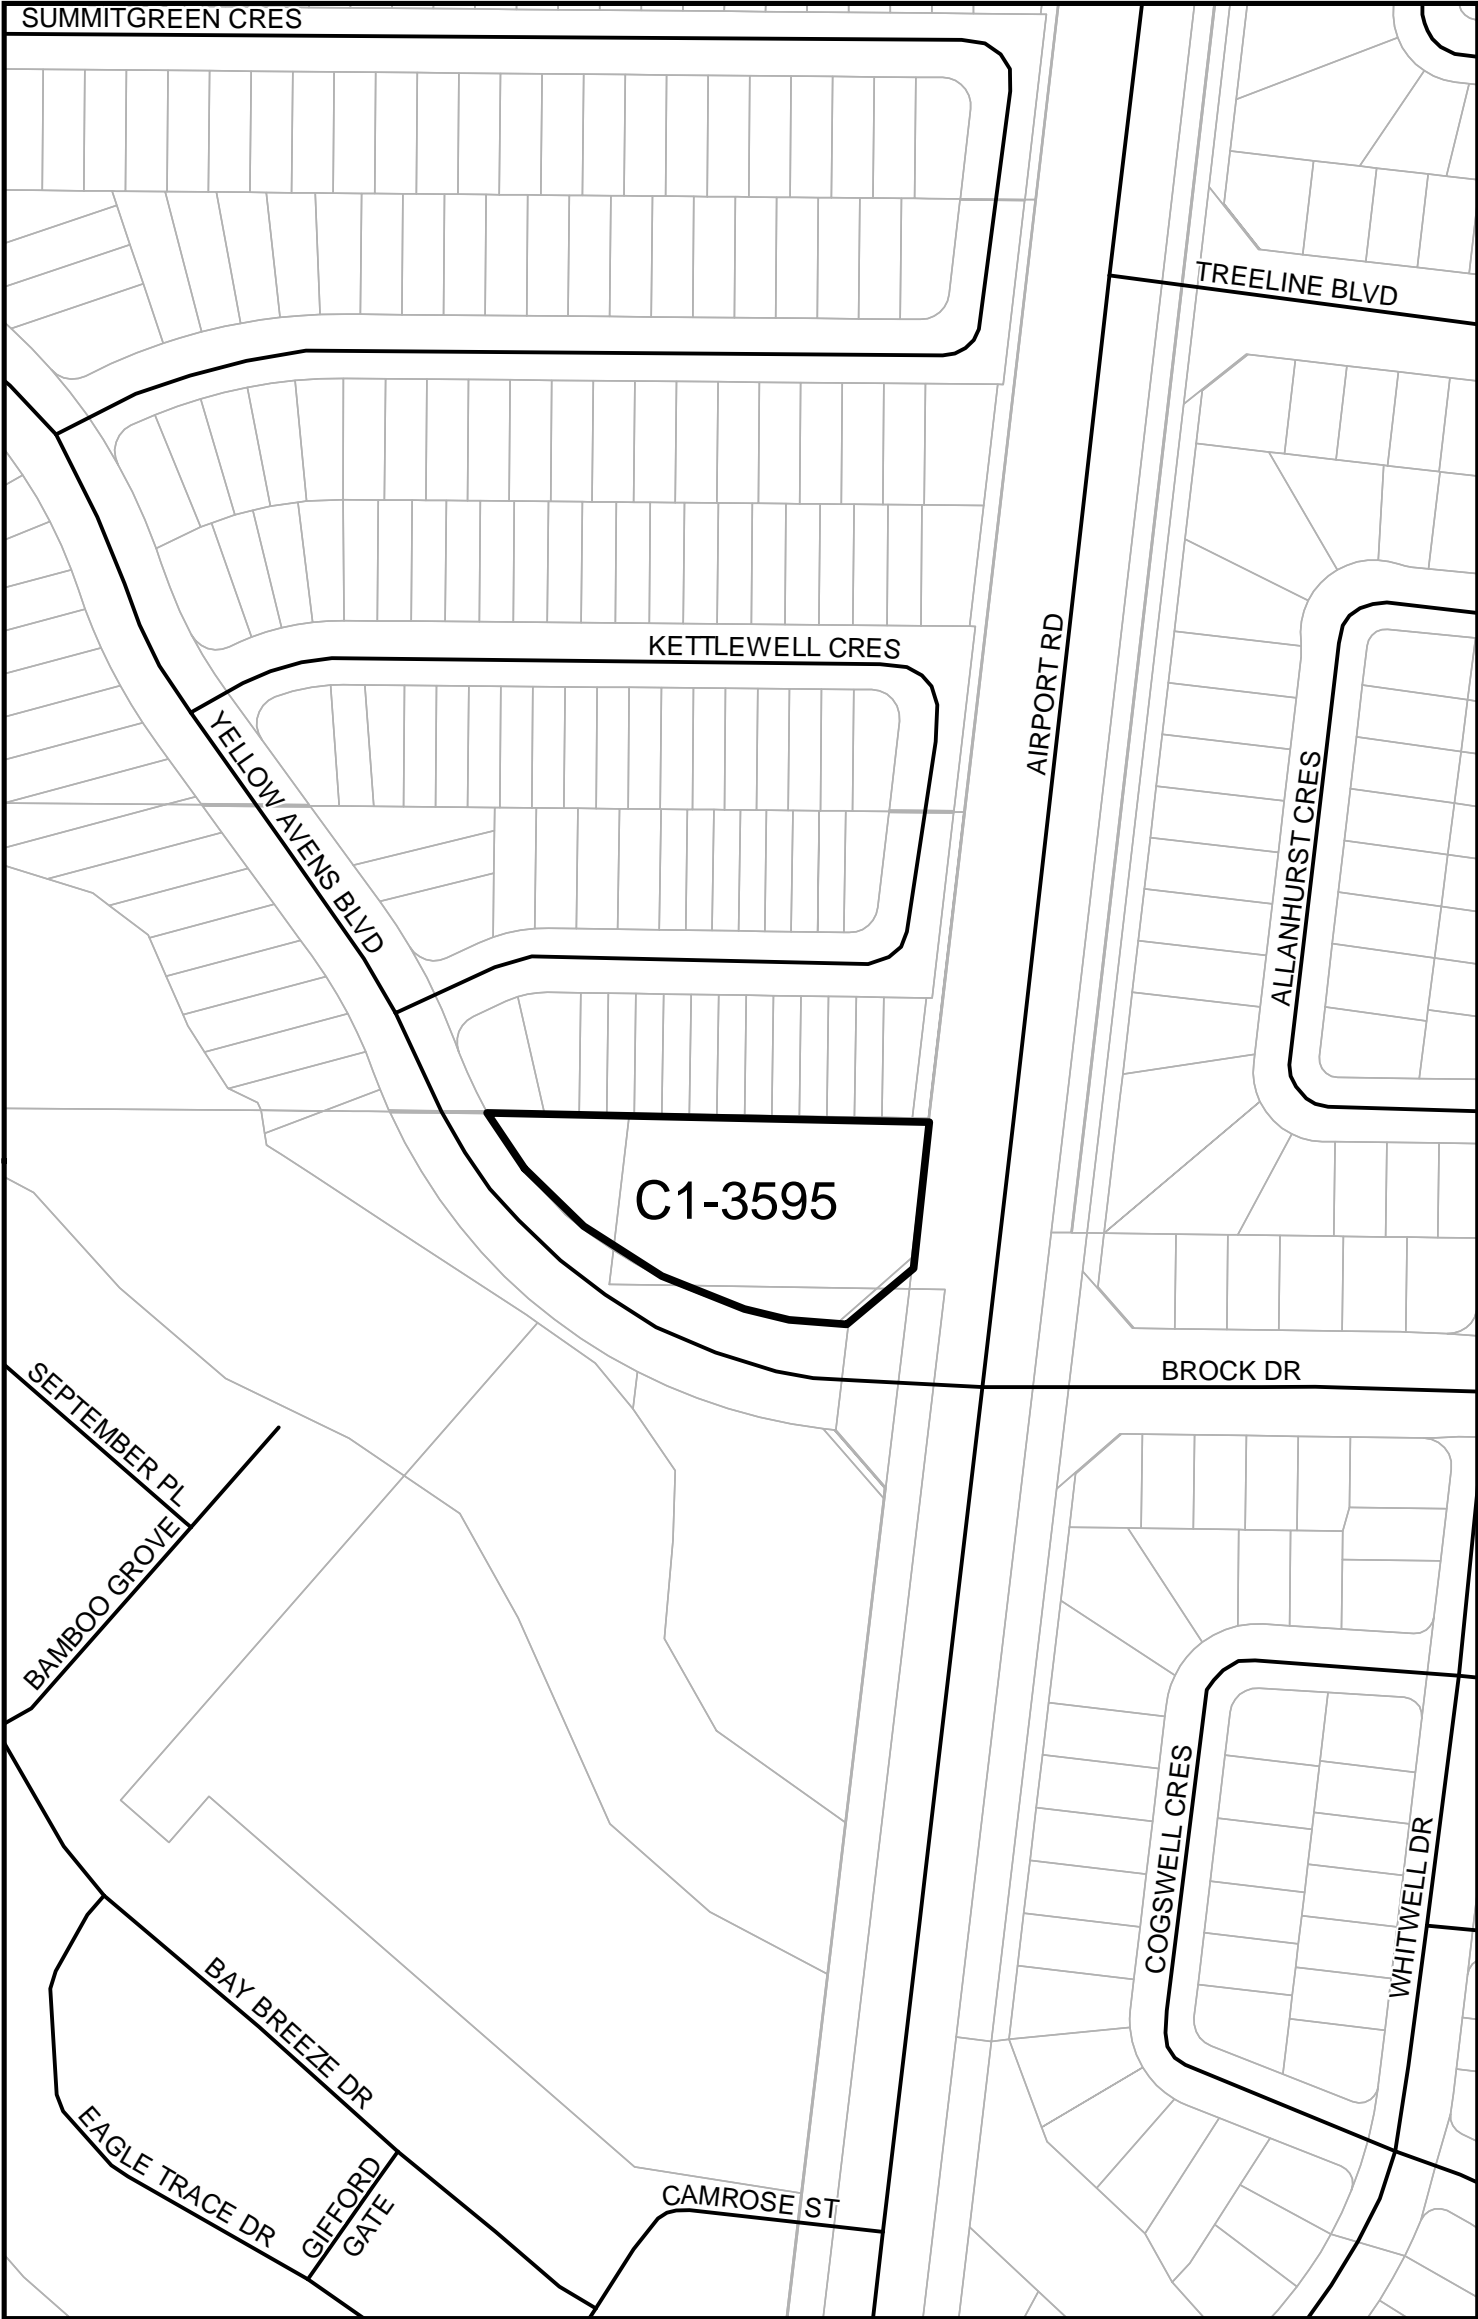 SUMMITGREEN CRES
TREELINE BLVD
KETTLEWELL CRES
AIRPORT RD
YELLOW AVENS BLVD
ALLANHURST CRES
C1-3595
BROCK DR
SEPTEMBER PL
BAMBOO GROVE
COGSWELL CRES
WHITWELL DR
BAY BREEZE DR
EAGLE TRACE DR
GIFFORD
GATE
CAMROSE ST